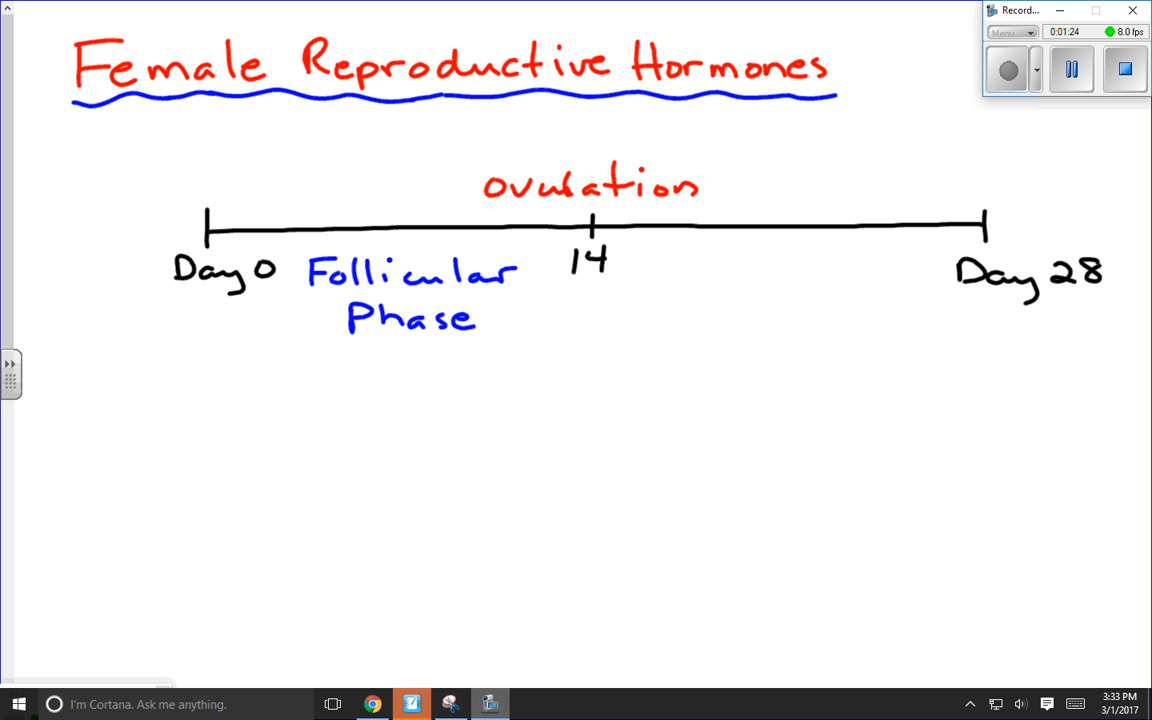 Female Reproductive Hormones
ovulation
Day 0
14
Day 28
Follicular
Phase
Record...
Menu
0:01:24
8.0 fps
I'm Cortana. Ask me anything.
3:33 PM
3/1/2017